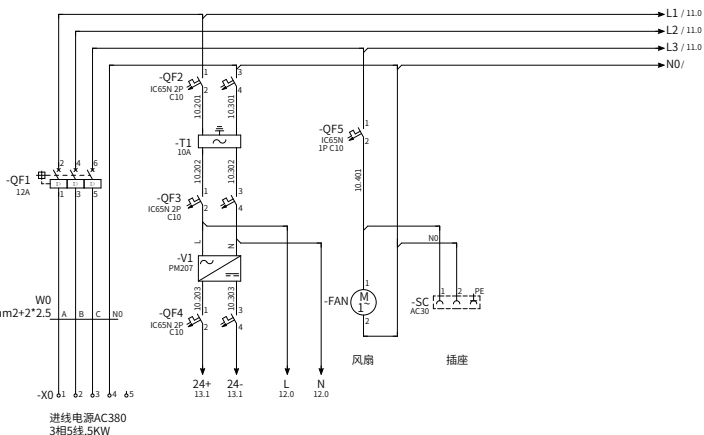 L1 / 11.0
L2 / 11.0
L3 / 11.0
N0/
-QF2
IC65N 2P
C10
1
2
3
4
10.201
10.301
-T1
10A
10.202
10.302
-QF5
IC65N
1P C10
1
2
10.401
-QF1
12A
2
4
6
D
D
D
1
3
5
-QF3
IC65N 2P
C10
1
2
3
4
L
N
N0
-V1
PM207
10.203
10.303
-QF4
IC65N 2P
C10
1
2
3
4
-FAN
M
1~
1
2
-SC
AC30
1
2
PE
W0
m2+2*2.5
A
B
C
N0
风扇
插座
24+
13.1
24-
13.1
L
12.0
N
12.0
-X0
1
2
3
4
5
进线电源AC380
3相5线,5KW